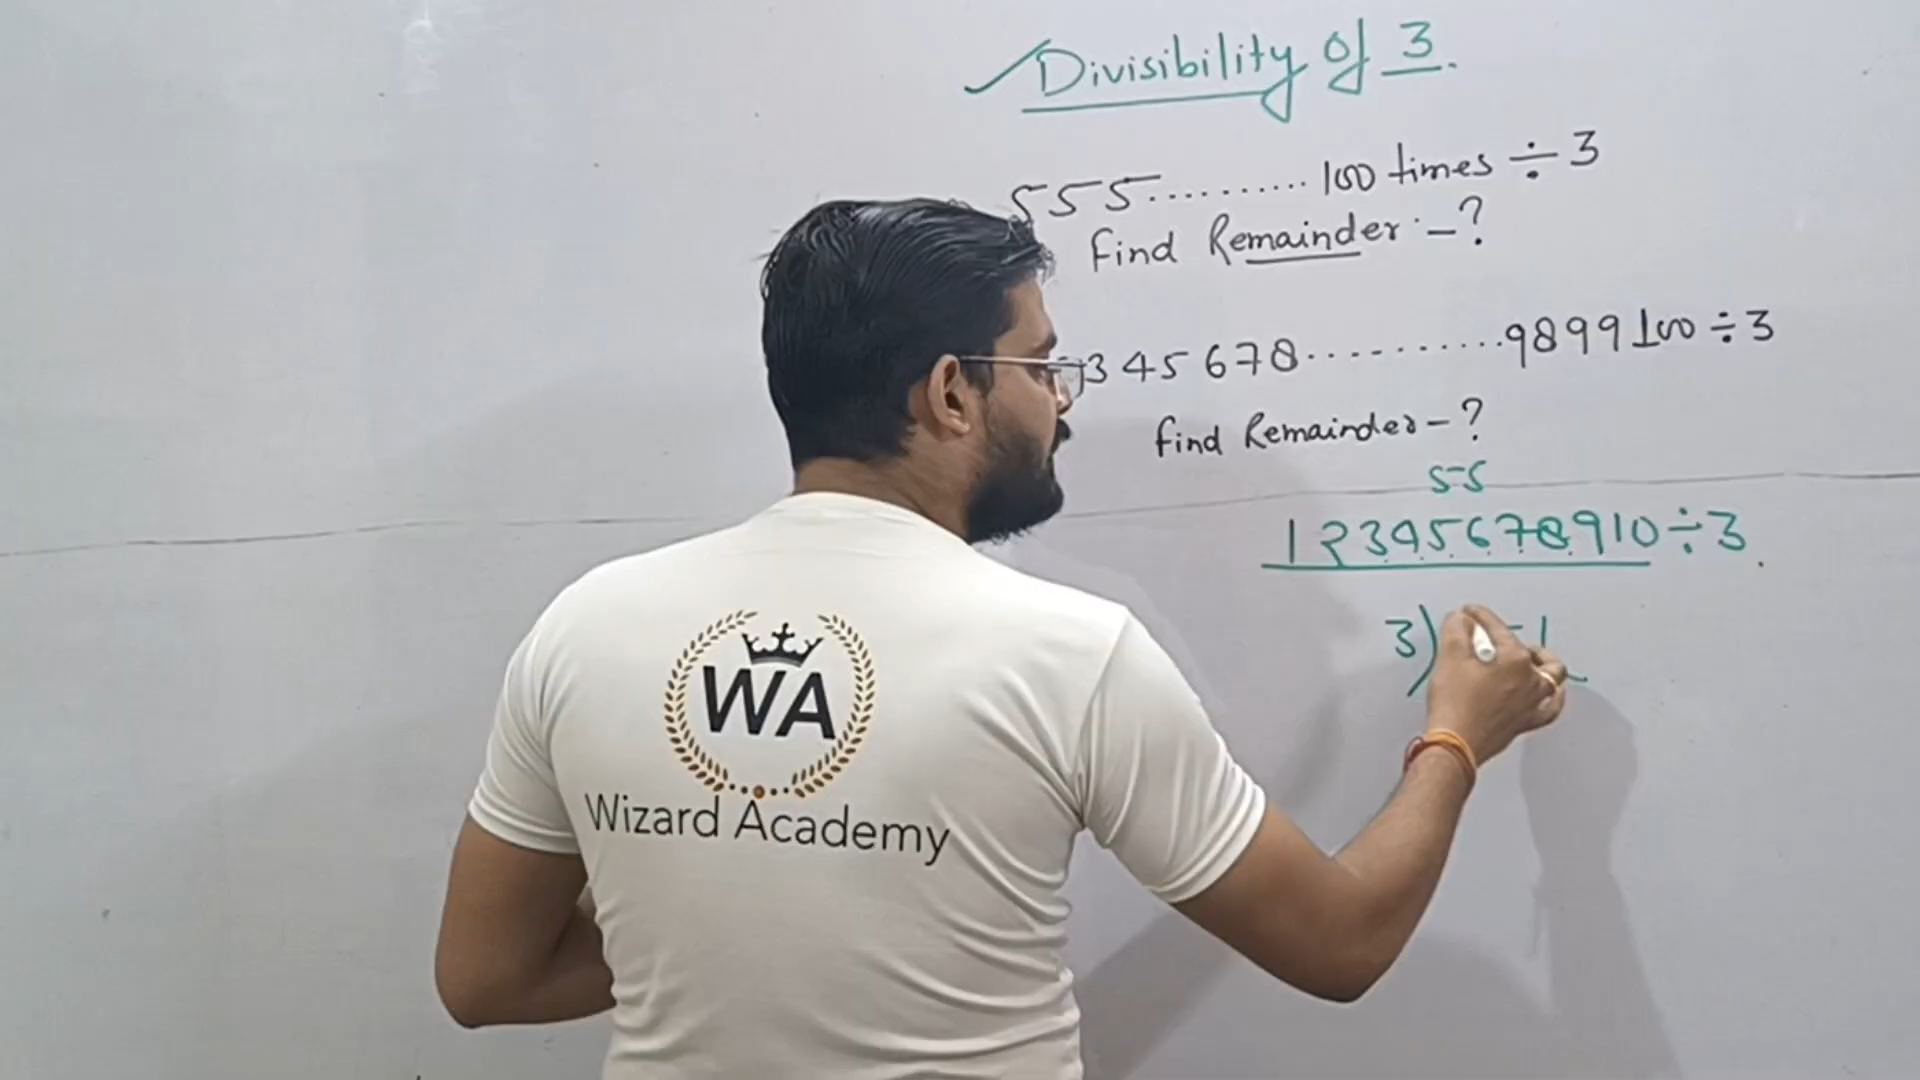 Divisibility of 3.
555.......... 100 times ÷ 3
Find Remainder - ?
345678...........9899100 ÷ 3
find Remainder - ?
55
12345678910 ÷ 3
3)
WA
Wizard Academy